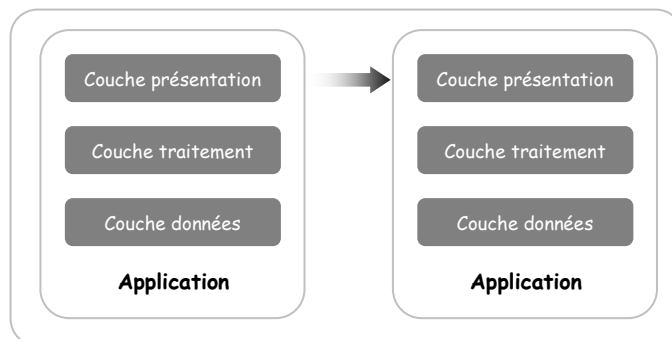 Couche présentation
Couche traitement
Couche données
Application
Couche présentation
Couche traitement
Couche données
Application